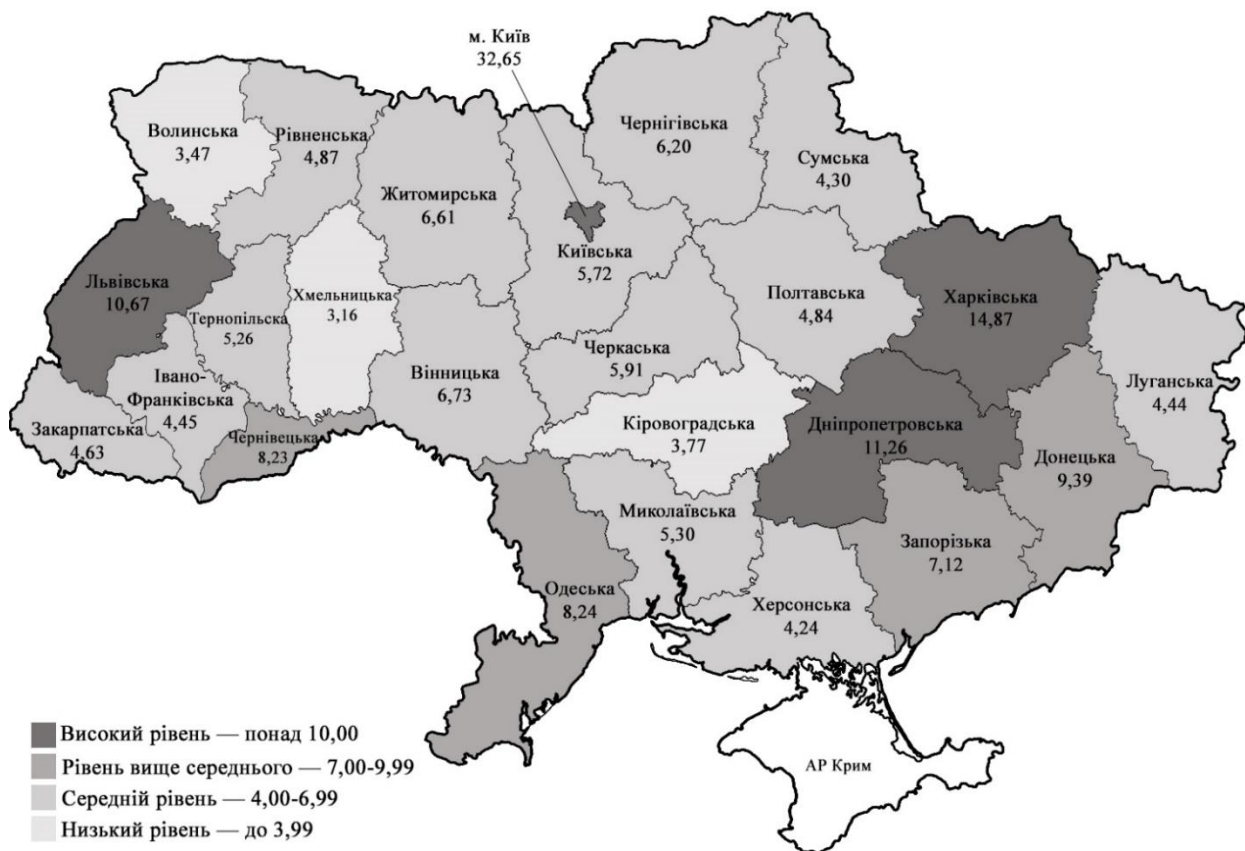 м. Київ
32,65
Волинська
3,47
Рівненська
4,87
Житомирська
6,61
Київська
5,72
Чернігівська
6,20
Сумська
4,30
Львівська
10,67
Тернопільска
5,26
Хмельницька
3,16
Вінницька
6,73
Черкаська
5,91
Полтавська
4,84
Харківська
14,87
Луганська
4,44
Закарпатська
4,63
Івано-
Франківська
4,45
Чернівецька
8,23
Кіровоградська
3,77
Дніпропетровська
11,26
Донецька
9,39
Одеська
8,24
Миколаївська
5,30
Херсонська
4,24
Запорізька
7,12
АР Крим
Високий рівень — понад 10,00
Рівень вище середнього — 7,00-9,99
Середній рівень — 4,00-6,99
Низький рівень — до 3,99